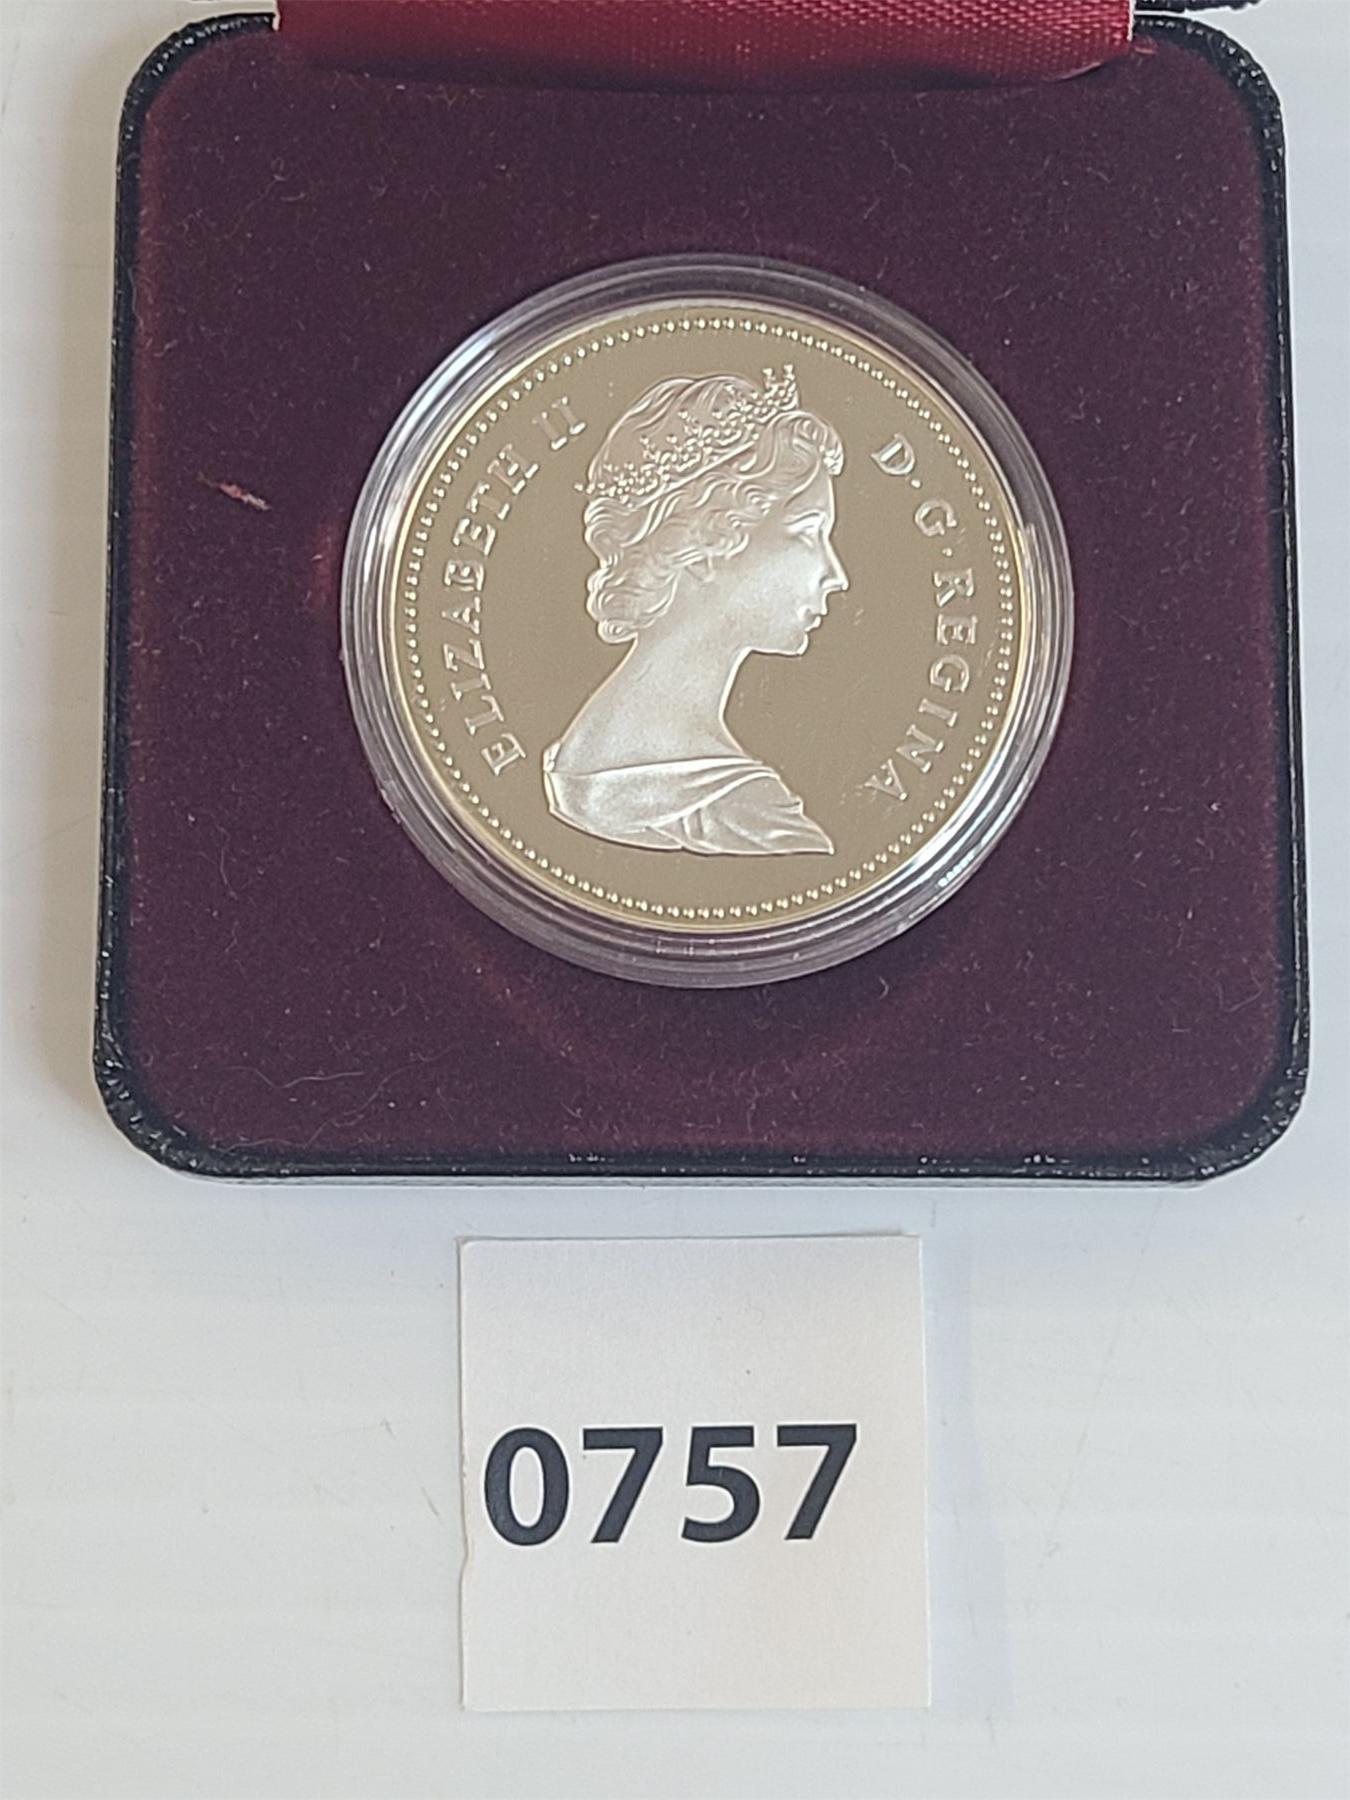 ELIZABETH II D·G·REGINA
0757